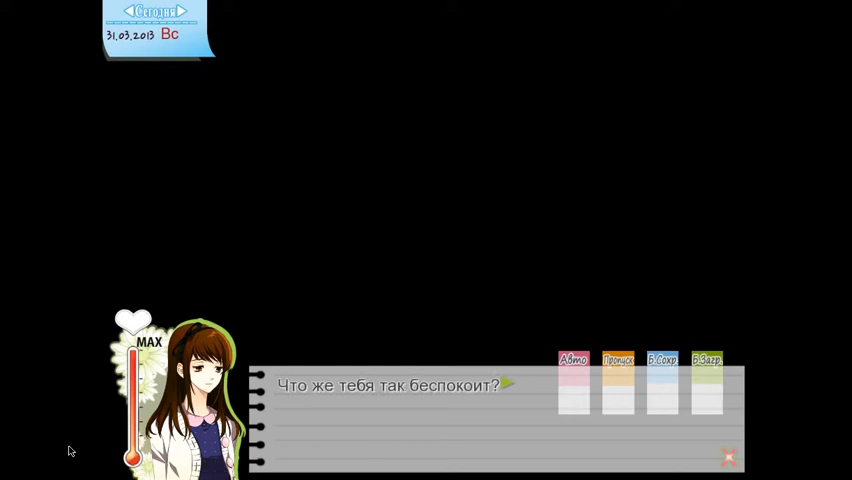 Сегодня
31.03.2013 Вс
MAX
Авто
Пропуск
Б.Сохр.
Б.Загр.
Что же тебя так беспокоит?